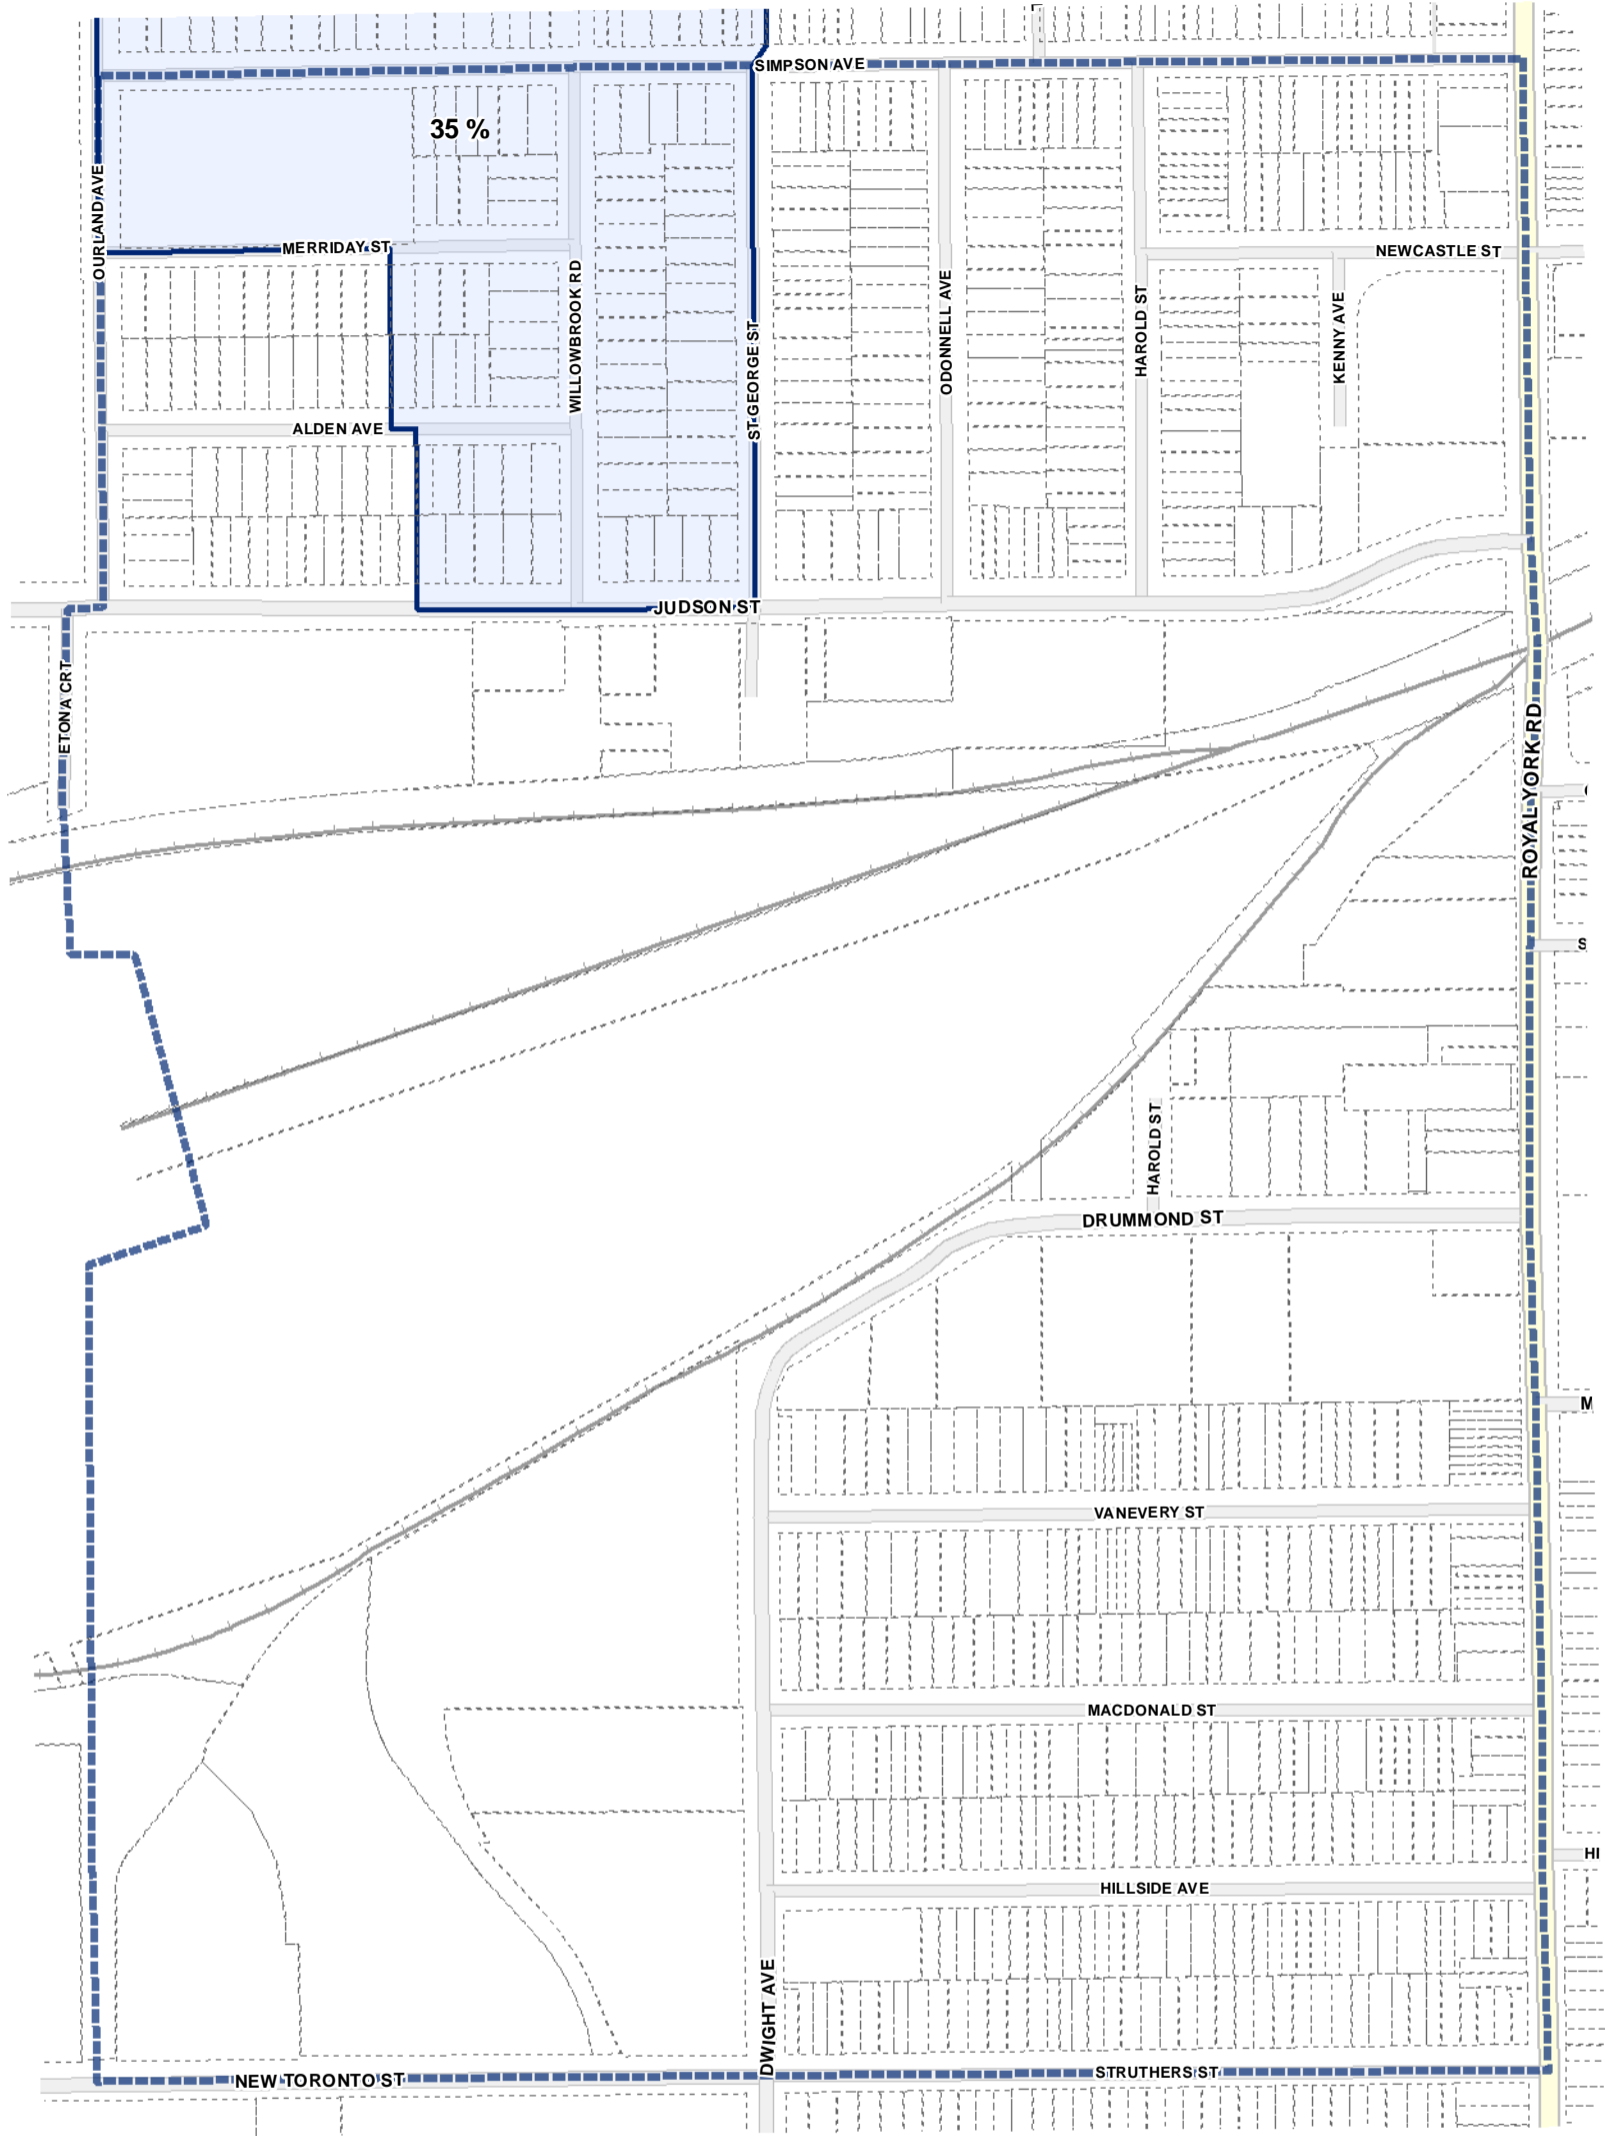 SIMPSON AVE
35 %
OURLAND AVE
MERRIDAY ST
NEWCASTLE ST
WILLOWBROOK RD
ST GEORGE ST
ODONNELL AVE
HAROLD ST
KENNY AVE
ALDEN AVE
JUDSON ST
ETONA CRT
ROYAL YORK RD
S
HAROLD ST
DRUMMOND ST
M
VANEVERY ST
MACDONALD ST
HI
HILLSIDE AVE
DWIGHT AVE
NEW TORONTO ST
STRUTHERS ST